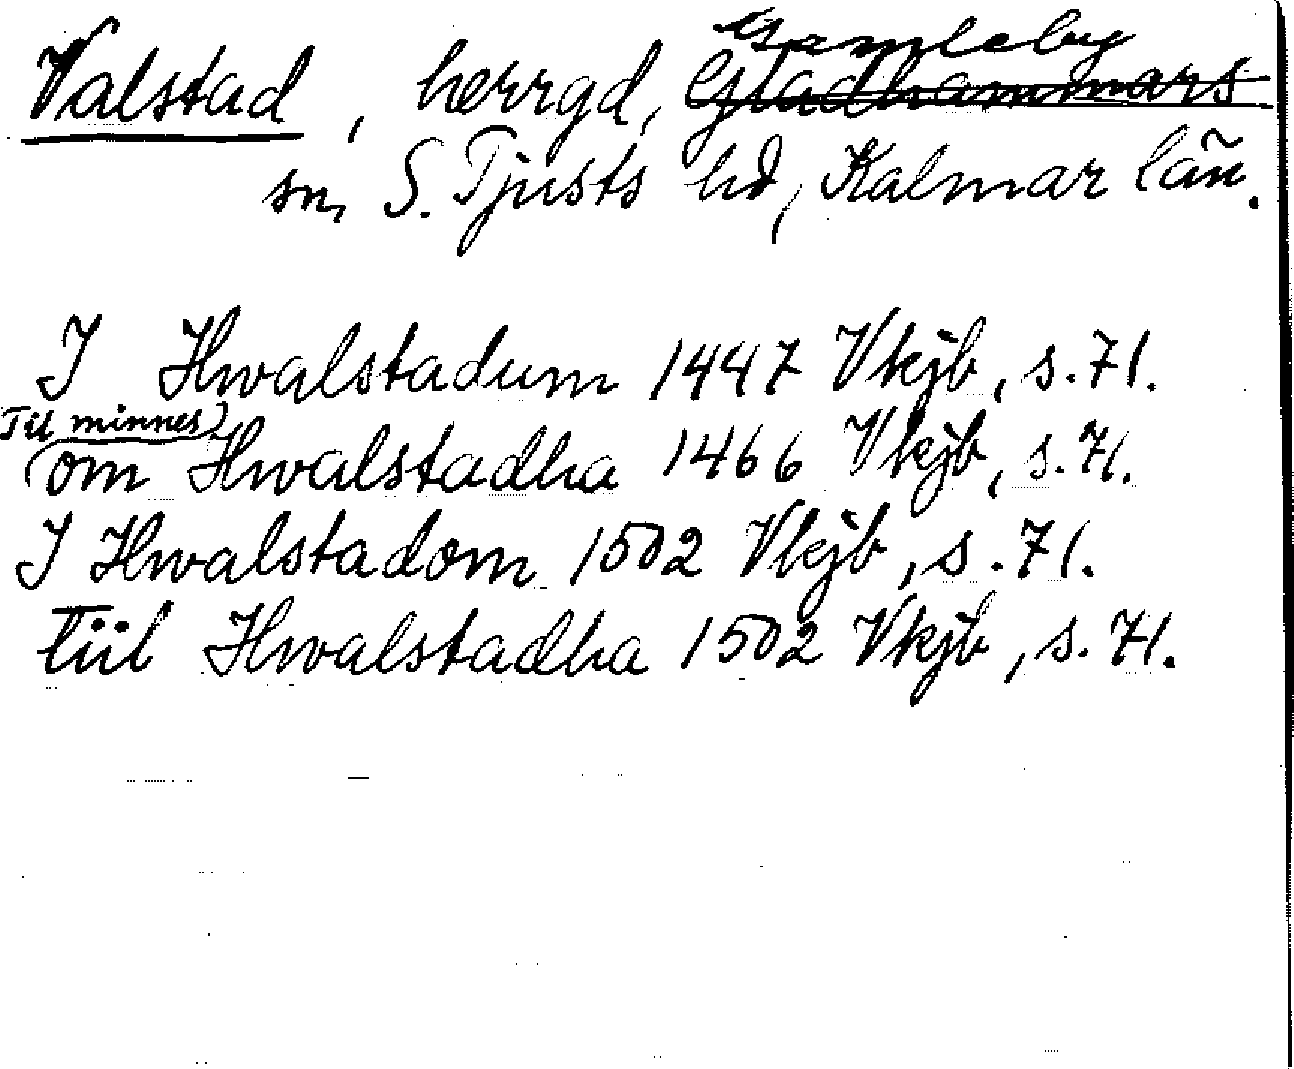 Gamleby
Valstad, herrgd, Gladhammars
sn, S. Tjusts hd, Kalmar län.
I Hwalstadum 1447 Vkjb, s. 71.
Til minnes
om Hwalstadha 1466 Vkjb, s. 71.
I Hwalstadom 1502 Vkjb, s. 71.
Tiil Hwalstadha 1502 Vkjb, s. 71.